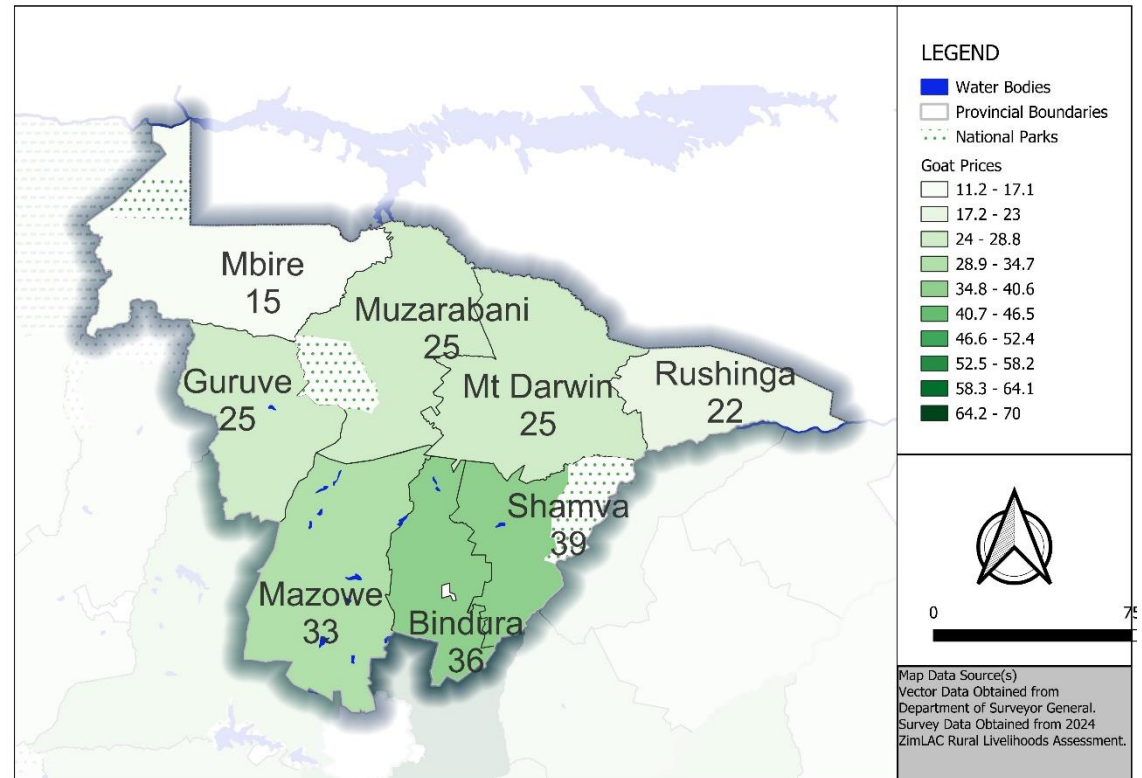 Mbire
15
Muzarabani
25
Guruve
25
Mt Darwin
25
Rushinga
22
Shamva
39
Mazowe
33
Bindura
36
LEGEND
Water Bodies
Provincial Boundaries
National Parks
Goat Prices
11.2 - 17.1
17.2 - 23
24 - 28.8
28.9 - 34.7
34.8 - 40.6
40.7 - 46.5
46.6 - 52.4
52.5 - 58.2
58.3 - 64.1
64.2 - 70
0
75
Map Data Source(s)
Vector Data Obtained from
Department of Surveyor General.
Survey Data Obtained from 2024
ZimLAC Rural Livelihoods Assessment.